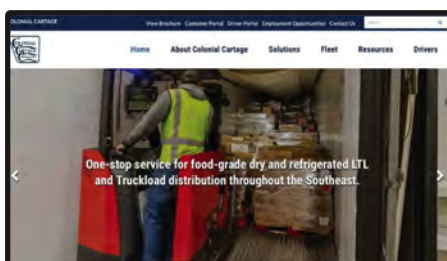 OLONIAL CARTAGE
View Brochure Customer Portal Driver Portal Employment Opportunities Contact Us
Home About Colonial Cartage Solutions Fleet Resources Drivers
One-stop service for food-grade dry and refrigerated LTL
and Truckload distribution throughout the Southeast.